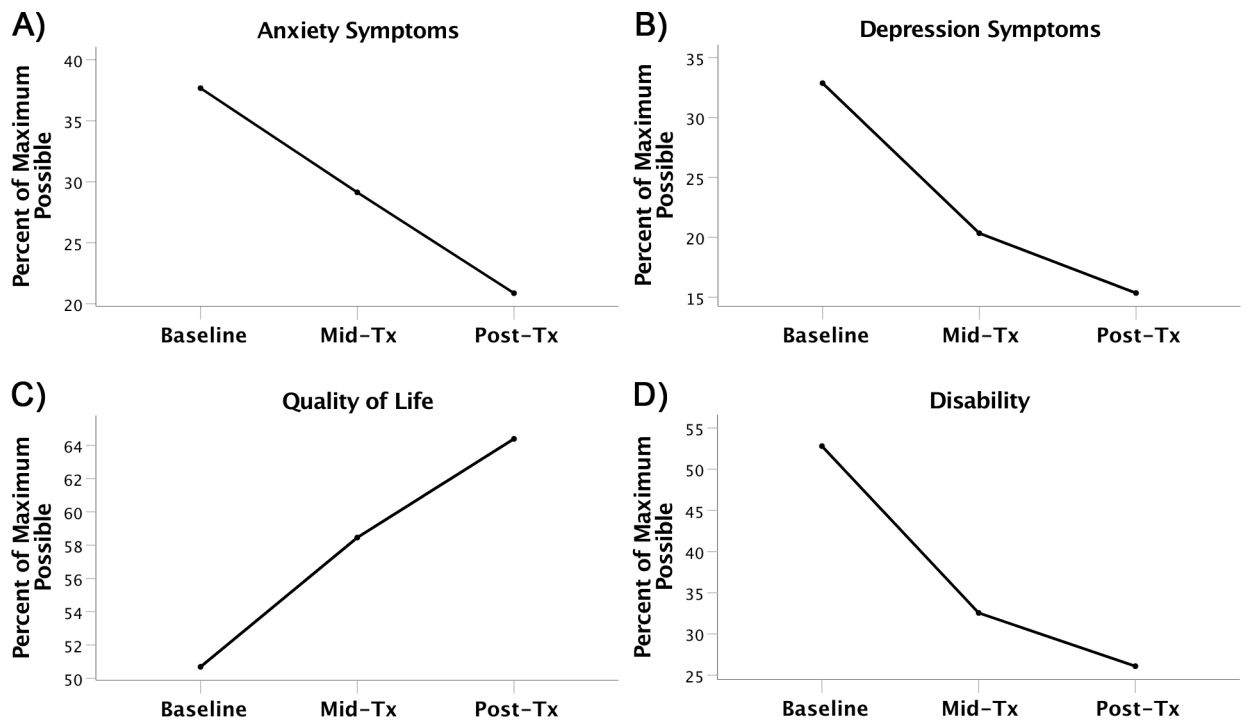 A)
Anxiety Symptoms
Percent of Maximum
Possible
40
35
30
25
20
Baseline
Mid-Tx
Post-Tx
B)
Depression Symptoms
Percent of Maximum
Possible
35
30
25
20
15
Baseline
Mid-Tx
Post-Tx
C)
Quality of Life
Percent of Maximum
Possible
64
62
60
58
56
54
52
50
Baseline
Mid-Tx
Post-Tx
D)
Disability
Percent of Maximum
Possible
55
50
45
40
35
30
25
Baseline
Mid-Tx
Post-Tx